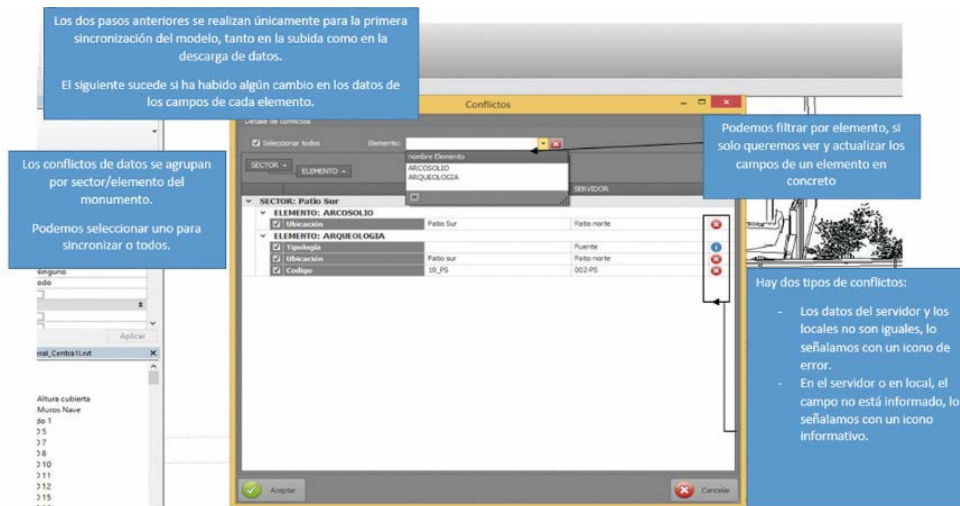 Los dos pasos anteriores se realizan únicamente para la primera
sincronización del modelo, tanto en la subida como en la
descarga de datos.
El siguiente sucede si ha habido algún cambio en los datos de
los campos de cada elemento.
Conflictos
Detalle de conflictos
Seleccionar todos
Elemento:
nombre Elemento
ARCOSOLIO
ARQUEOLOGIA
SECTOR
ELEMENTO
SERVIDOR
SECTOR: Patio Sur
ELEMENTO: ARCOSOLIO
Ubicación Patio Sur Patio norte
ELEMENTO: ARQUEOLOGIA
Tipología Fuente
Ubicación Patio sur Patio norte
Codigo 10_PS 002-PS
Aceptar
Cancelar
Podemos filtrar por elemento, si
solo queremos ver y actualizar los
campos de un elemento en
concreto
Los conflictos de datos se agrupan
por sector/elemento del
monumento.
Podemos seleccionar uno para
sincronizar o todos.
Hay dos tipos de conflictos:
- Los datos del servidor y los
locales no son iguales, lo
señalamos con un icono de
error.
- En el servidor o en local, el
campo no está informado, lo
señalamos con un icono
informativo.
Ninguno
Aplicar
Altura cubierta
Muros Nave